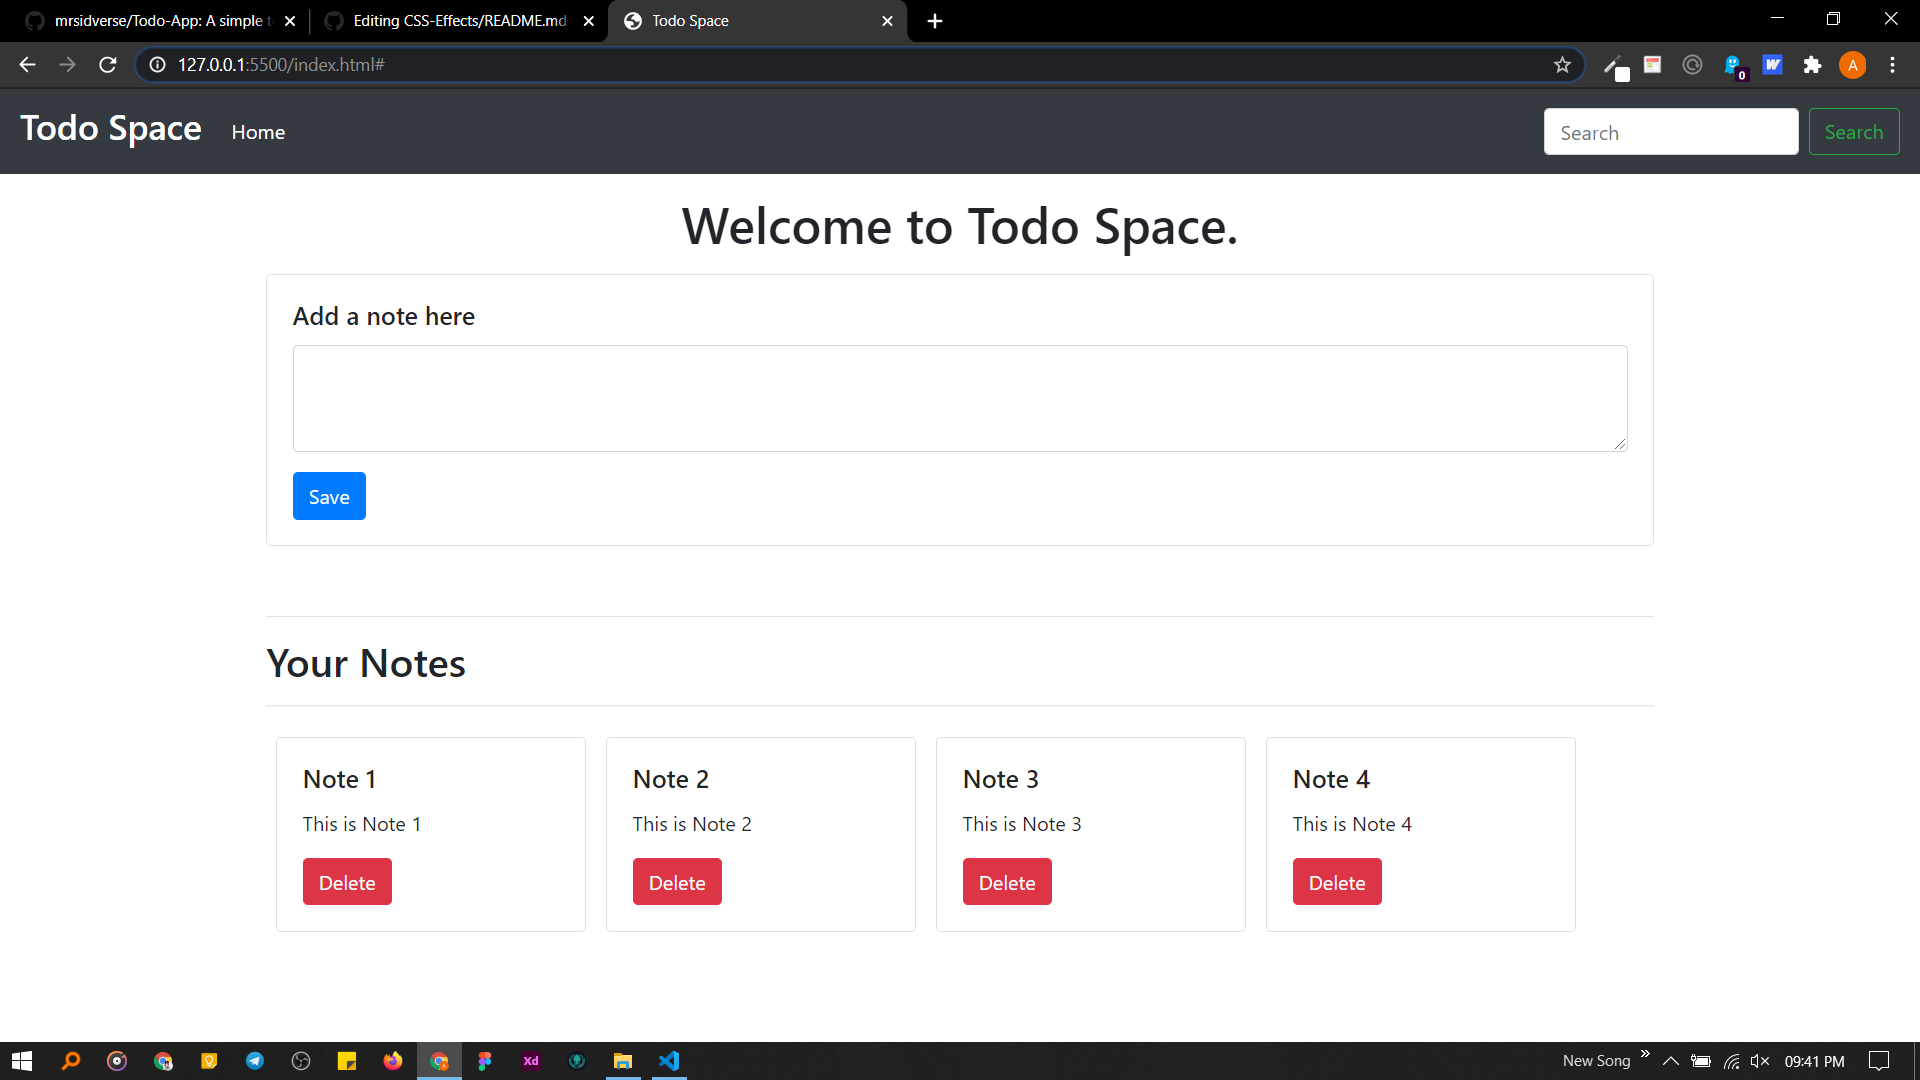 mrsidverse/Todo-App: A simple t
Editing CSS-Effects/README.md
Todo Space
127.0.0.1:5500/index.html#
0
A
Todo Space
Home
Search
Search
Welcome to Todo Space.
Add a note here
Save
Your Notes
Note 1
This is Note 1
Delete
Note 2
This is Note 2
Delete
Note 3
This is Note 3
Delete
Note 4
This is Note 4
Delete
Xd
New Song
09:41 PM